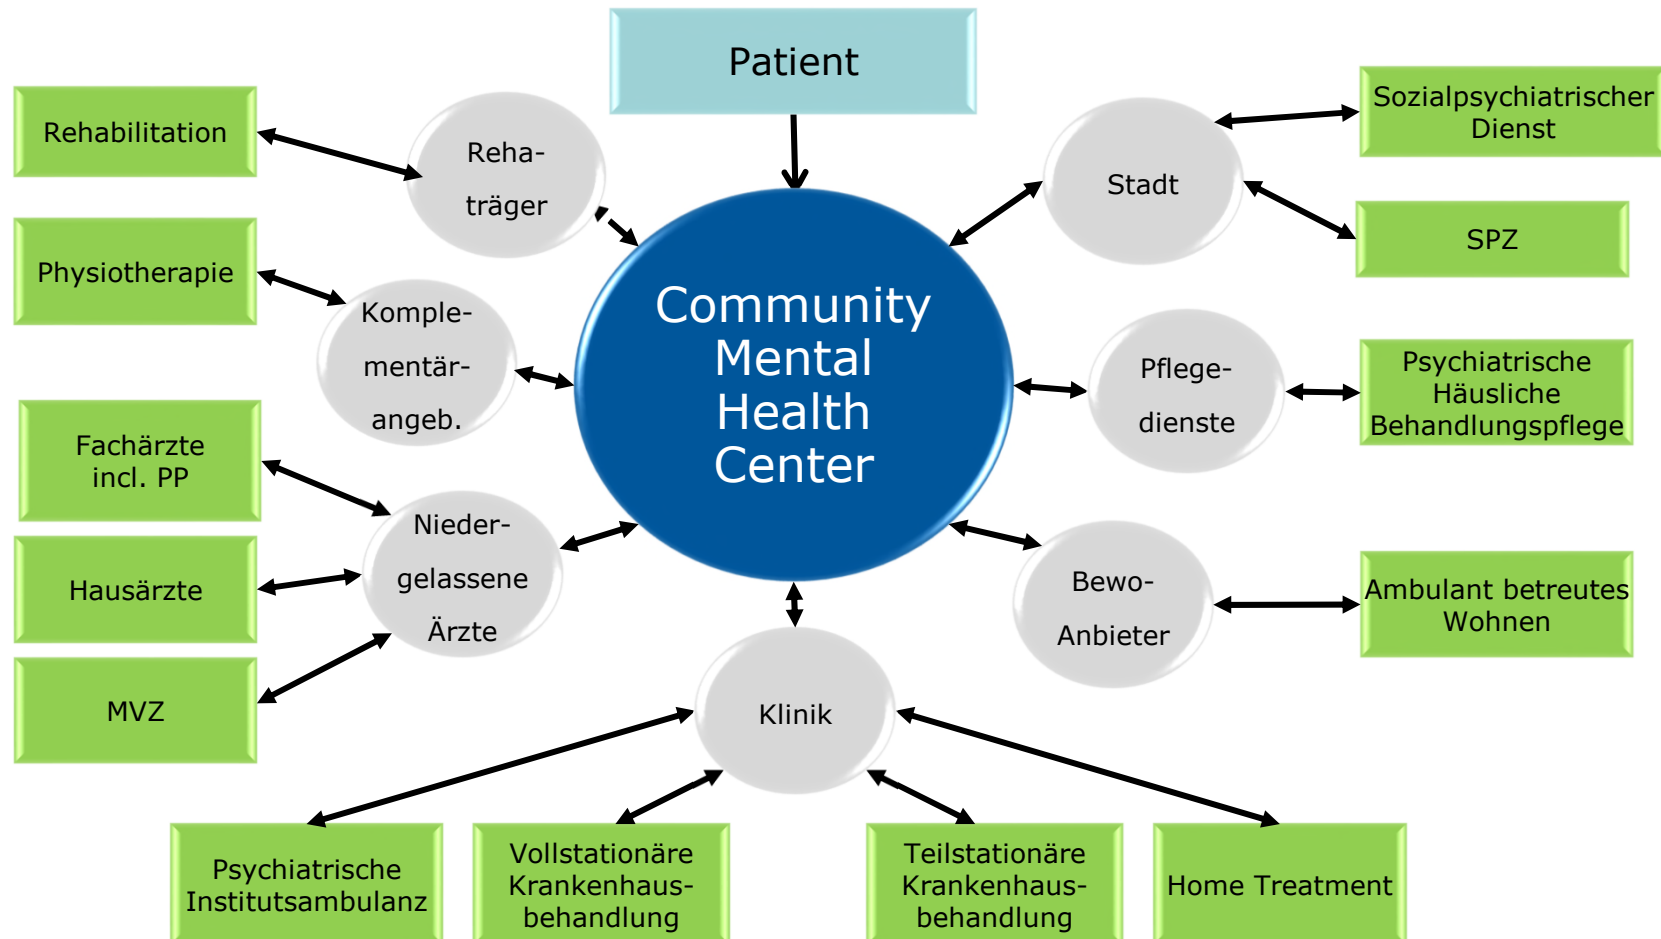 Patient
Rehabilitation
Reha-
träger
Stadt
Sozialpsychiatrischer
Dienst
SPZ
Physiotherapie
Komple-
mentär-
angeb.
Community
Mental
Health
Center
Pflege-
dienste
Psychiatrische
Häusliche
Behandlungspflege
Fachärzte
incl. PP
Hausärzte
MVZ
Nieder-
gelassene
Ärzte
Bewo-
Anbieter
Ambulant betreutes
Wohnen
Klinik
Psychiatrische
Institutsambulanz
Vollstationäre
Krankenhaus-
behandlung
Teilstationäre
Krankenhaus-
behandlung
Home Treatment